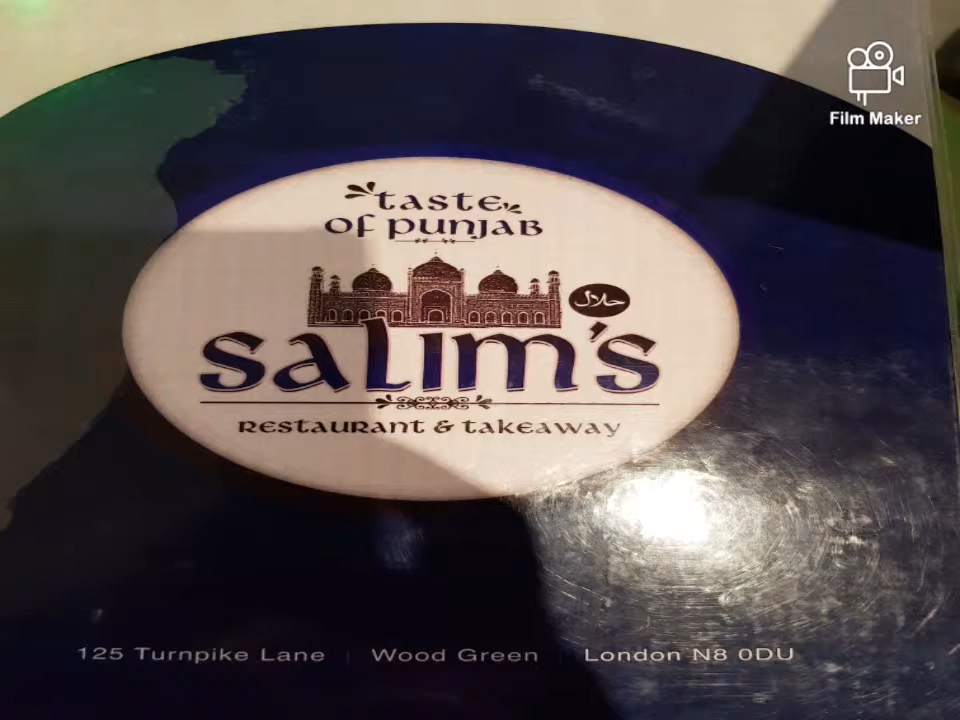 Film Maker
taste
of punjab
حلال
salim's
restaurant & takeaway
125 Turnpike Lane | Wood Green | London N8 0DU